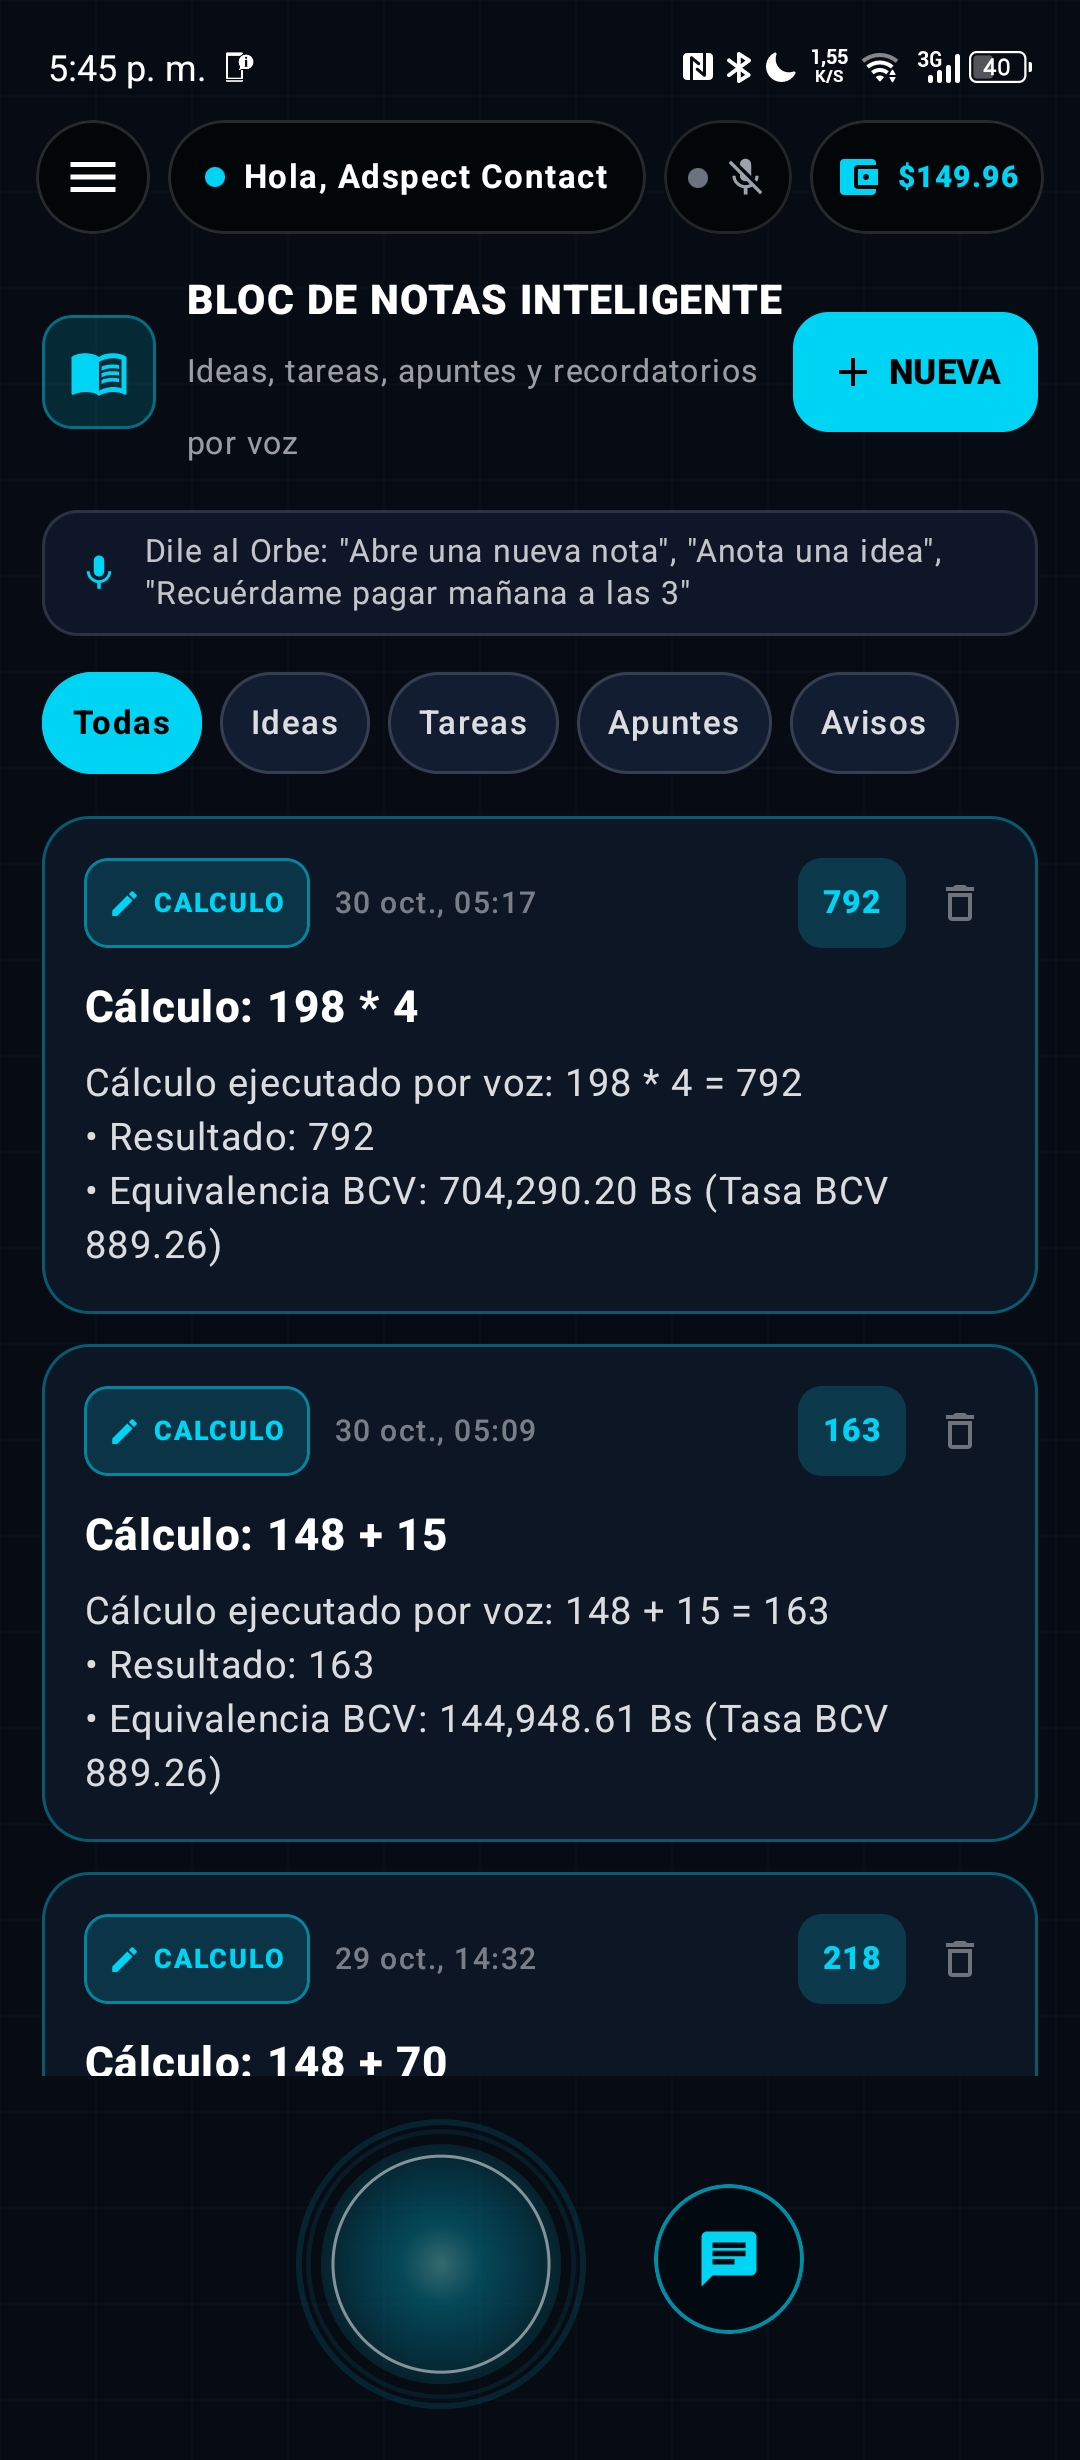 5:45 p. m.
1,55 K/S 3G 40
Hola, Adspect Contact
$149.96
BLOC DE NOTAS INTELIGENTE
Ideas, tareas, apuntes y recordatorios
por voz
+ NUEVA
Dile al Orbe: "Abre una nueva nota", "Anota una idea",
"Recuérdame pagar mañana a las 3"
Todas Ideas Tareas Apuntes Avisos
CALCULO 30 oct., 05:17 792
Cálculo: 198 * 4
Cálculo ejecutado por voz: 198 * 4 = 792
• Resultado: 792
• Equivalencia BCV: 704,290.20 Bs (Tasa BCV
889.26)
CALCULO 30 oct., 05:09 163
Cálculo: 148 + 15
Cálculo ejecutado por voz: 148 + 15 = 163
• Resultado: 163
• Equivalencia BCV: 144,948.61 Bs (Tasa BCV
889.26)
CALCULO 29 oct., 14:32 218
Cálculo: 148 + 70